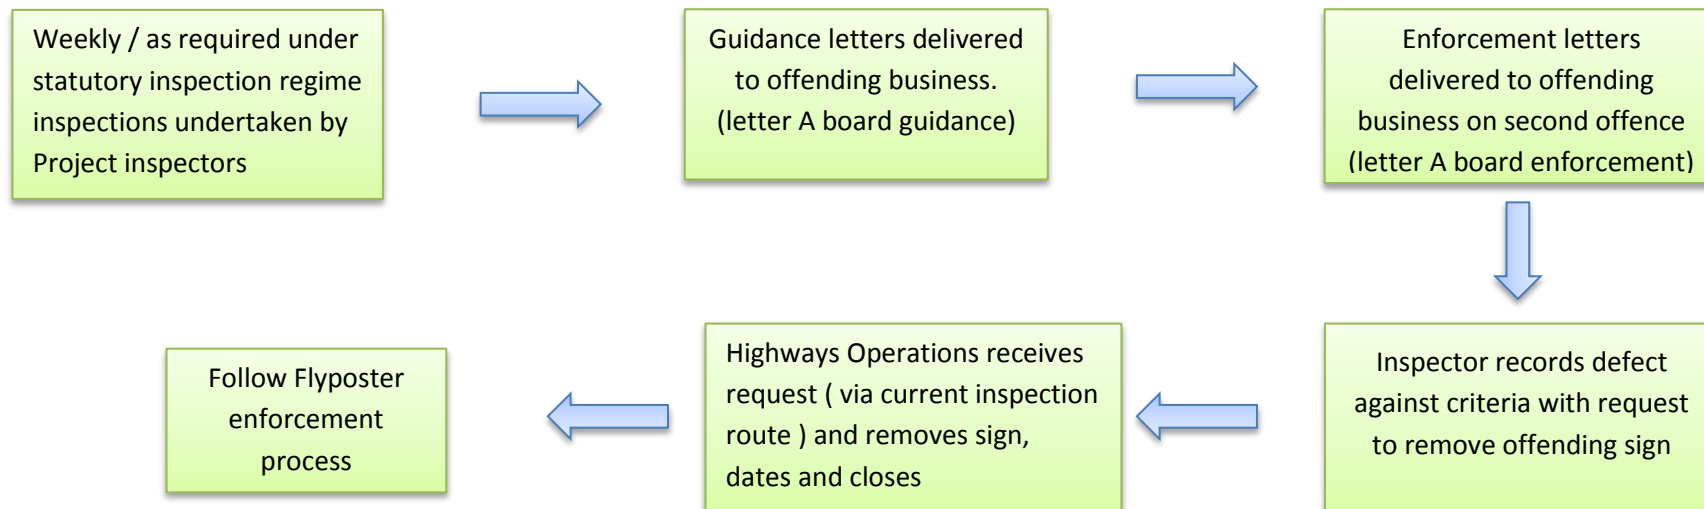 Weekly / as required under
statutory inspection regime
inspections undertaken by
Project inspectors
Guidance letters delivered
to offending business.
(letter A board guidance)
Enforcement letters
delivered to offending
business on second offence
(letter A board enforcement)
Inspector records defect
against criteria with request
to remove offending sign
Highways Operations receives
request ( via current inspection
route ) and removes sign,
dates and closes
Follow Flyposter
enforcement
process